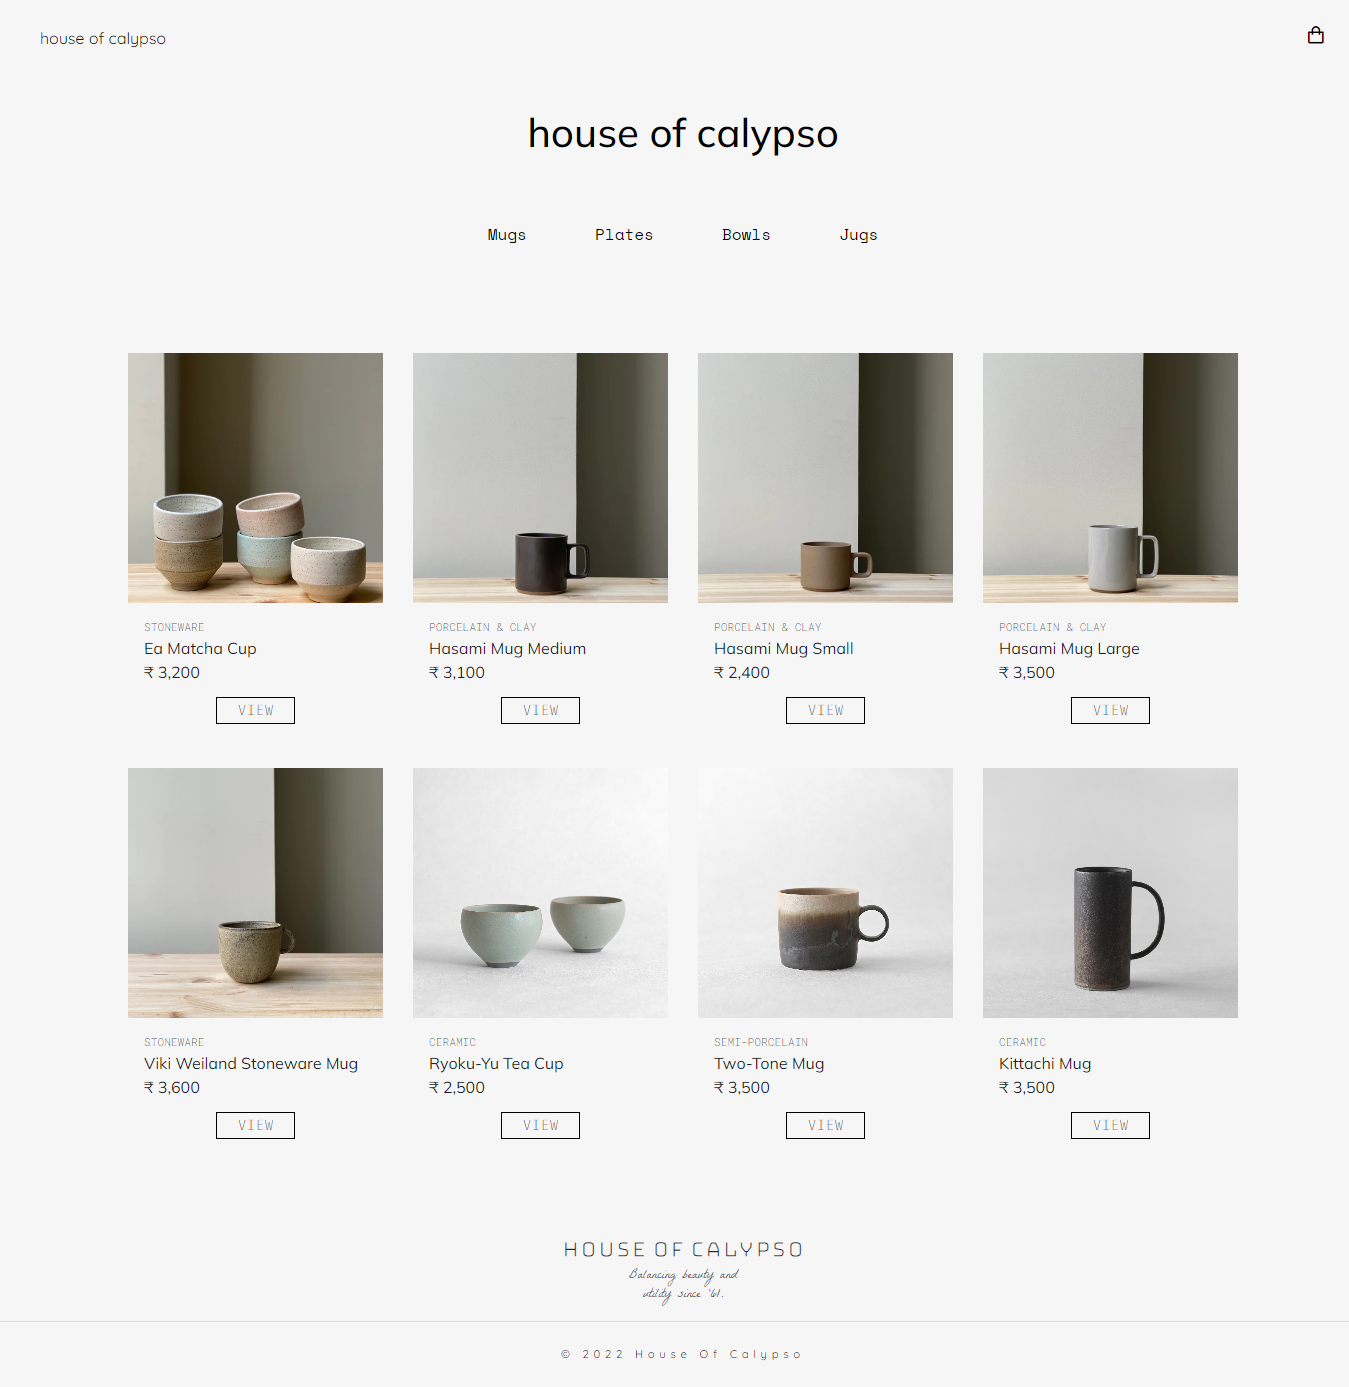 house of calypso
house of calypso
Mugs Plates Bowls Jugs
STONEWARE
Ea Matcha Cup
₹ 3,200
VIEW
PORCELAIN & CLAY
Hasami Mug Medium
₹ 3,100
VIEW
PORCELAIN & CLAY
Hasami Mug Small
₹ 2,400
VIEW
PORCELAIN & CLAY
Hasami Mug Large
₹ 3,500
VIEW
STONEWARE
Viki Weiland Stoneware Mug
₹ 3,600
VIEW
CERAMIC
Ryoku-Yu Tea Cup
₹ 2,500
VIEW
SEMI-PORCELAIN
Two-Tone Mug
₹ 3,500
VIEW
CERAMIC
Kittachi Mug
₹ 3,500
VIEW
HOUSE OF CALYPSO
Balancing beauty and
utility since '61.
© 2022 House Of Calypso